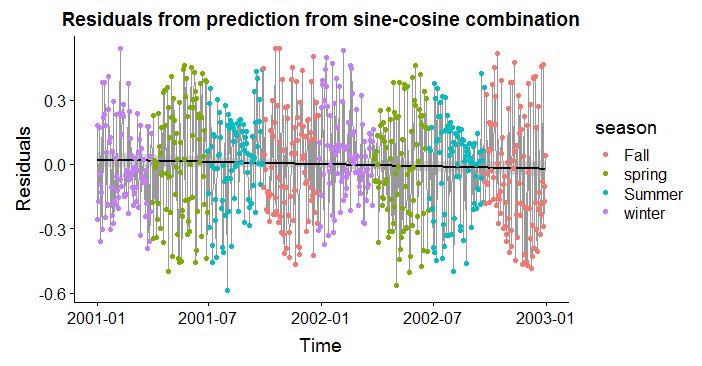 Residuals from prediction from sine-cosine combination
Residuals
0.3
0.0
-0.3
-0.6
2001-01 2001-07 2002-01 2002-07 2003-01
Time
season
Fall
spring
Summer
winter